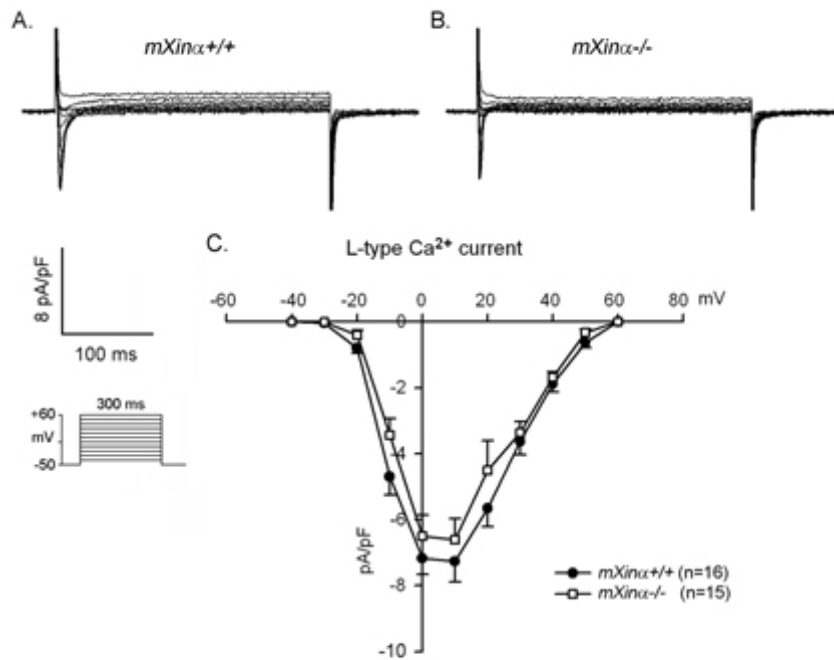 A.
mXinα+/+
B.
mXinα-/-
8 pA/pF
100 ms
300 ms
+60
mV
-50
C.
L-type Ca²⁺ current
-60 -40 -20 0 20 40 60 80 mV
0
-2
-4
-6
-8
-10
pA/pF
mXinα+/+ (n=16)
mXinα-/- (n=15)